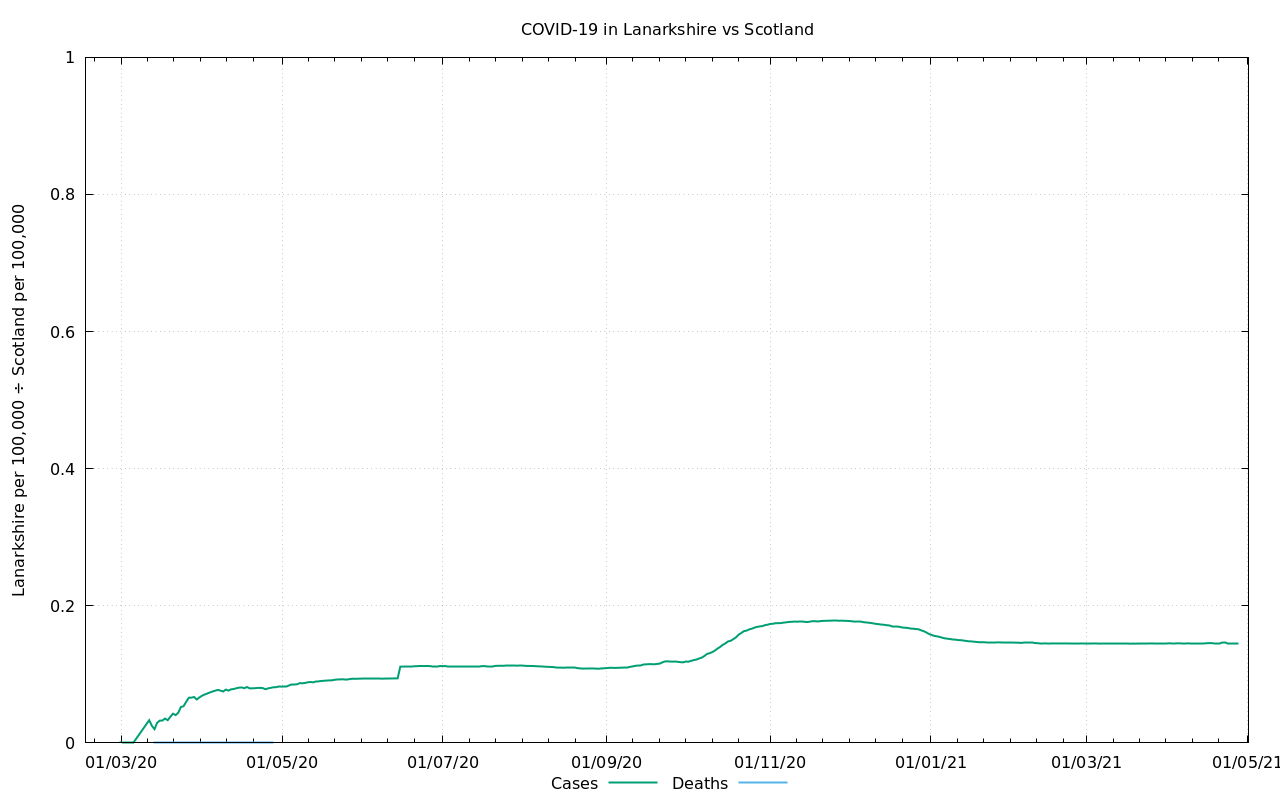 COVID-19 in Lanarkshire vs Scotland
Lanarkshire per 100,000 ÷ Scotland per 100,000
1
0.8
0.6
0.4
0.2
0
01/03/20 01/05/20 01/07/20 01/09/20 01/11/20 01/01/21 01/03/21 01/05/21
Cases Deaths